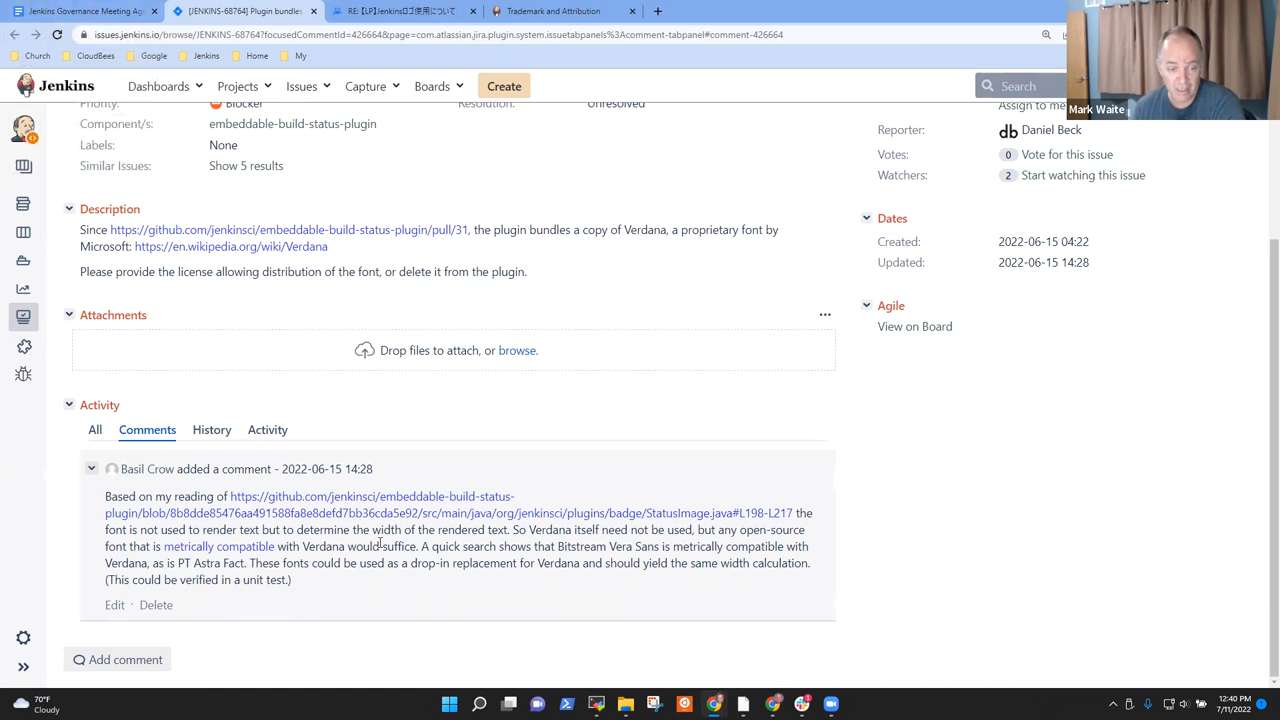 Jenkins Governance Meeting Age
[JENKINS-68764] Plugin bundles
RE:【LP】Jenkinsロゴ使用について
Trademark and Attribution
issues.jenkins.io/browse/JENKINS-68764?focusedCommentId=426664&page=com.atlassian.jira.plugin.system.issuetabpanels%3Acomment-tabpanel#comment-426664
Church
CloudBees
Google
Jenkins
Home
My
Jenkins
Dashboards
Projects
Issues
Capture
Boards
Create
Search
Mark Waite
Priority:
Blocker
Resolution:
Unresolved
Assign to me
Component/s:
embeddable-build-status-plugin
Reporter:
db
Daniel Beck
Labels:
None
Votes:
0
Vote for this issue
Similar Issues:
Show 5 results
Watchers:
2
Start watching this issue
Description
Since https://github.com/jenkinsci/embeddable-build-status-plugin/pull/31, the plugin bundles a copy of Verdana, a proprietary font by
Microsoft: https://en.wikipedia.org/wiki/Verdana
Please provide the license allowing distribution of the font, or delete it from the plugin.
Dates
Created:
2022-06-15 04:22
Updated:
2022-06-15 14:28
Agile
View on Board
Attachments
Drop files to attach, or browse.
Activity
All
Comments
History
Activity
Basil Crow added a comment - 2022-06-15 14:28
Based on my reading of https://github.com/jenkinsci/embeddable-build-status-
plugin/blob/8b8dde85476aa491588fa8e8defd7bb36cda5e92/src/main/java/org/jenkinsci/plugins/badge/StatusImage.java#L198-L217 the
font is not used to render text but to determine the width of the rendered text. So Verdana itself need not be used, but any open-source
font that is metrically compatible with Verdana would suffice. A quick search shows that Bitstream Vera Sans is metrically compatible with
Verdana, as is PT Astra Fact. These fonts could be used as a drop-in replacement for Verdana and should yield the same width calculation.
(This could be verified in a unit test.)
Edit · Delete
Add comment
70°F
Cloudy
12:40 PM
7/11/2022